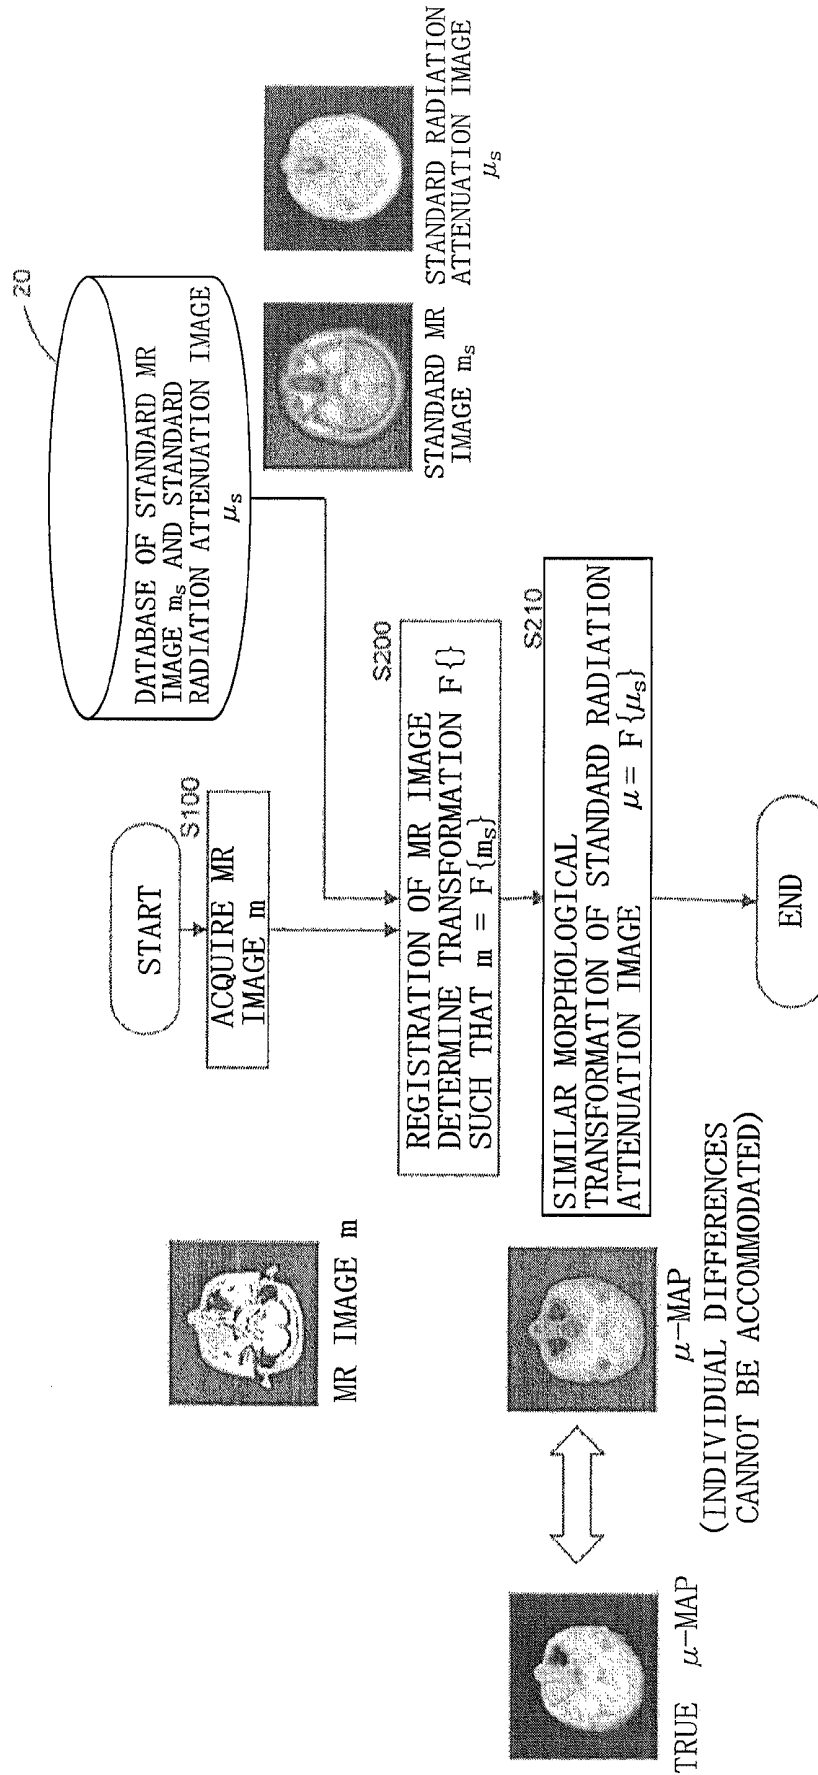 START
S100
ACQUIRE MR
IMAGE m
20
DATABASE OF STANDARD MR
IMAGE mₛ AND STANDARD
RADIATION ATTENUATION IMAGE
μₛ
MR IMAGE m
STANDARD MR
IMAGE mₛ
STANDARD RADIATION
ATTENUATION IMAGE
μₛ
S200
REGISTRATION OF MR IMAGE
DETERMINE TRANSFORMATION F{}
SUCH THAT m = F{mₛ}
S210
SIMILAR MORPHOLOGICAL
TRANSFORMATION OF STANDARD RADIATION
ATTENUATION IMAGE μ = F{μₛ}
TRUE μ-MAP
μ-MAP
(INDIVIDUAL DIFFERENCES
CANNOT BE ACCOMMODATED)
END